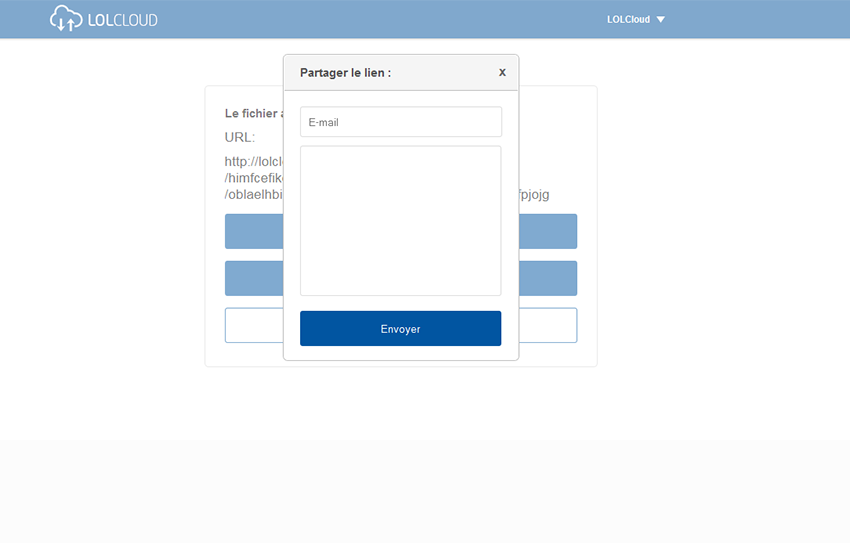 LOLCLOUD
LOLCloud
Partager le lien :
x
Le fichier
E-mail
URL:
http://lolcl
/himfcefik
/oblaelhbi
fpjojg
Envoyer